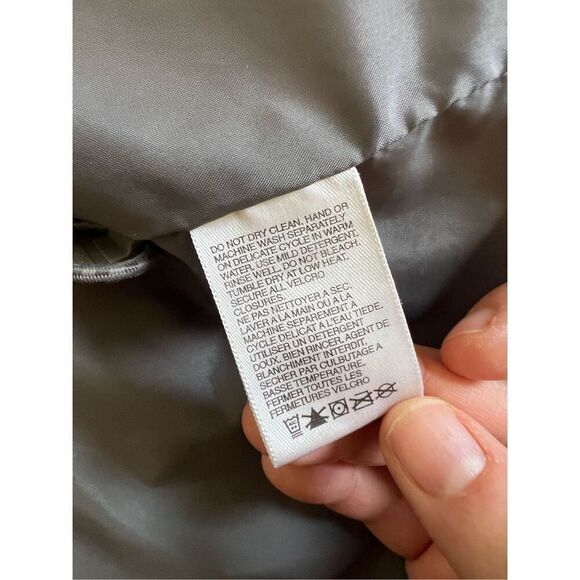 DO NOT DRY CLEAN. HAND OR
MACHINE WASH SEPARATELY
ON DELICATE CYCLE IN WARM
WATER. USE MILD DETERGENT.
RINSE WELL. DO NOT BLEACH.
TUMBLE DRY AT LOW HEAT.
SECURE ALL VELCRO
CLOSURES.
NE PAS NETTOYER À SEC.
LAVER À LA MAIN OU À LA
MACHINE SÉPAREMENT À
CYCLE DÉLICAT À L'EAU TIEDE.
UTILISER UN DETERGENT
DOUX. BIEN RINCER. AGENT DE
BLANCHIMENT INTERDIT.
SÉCHER PAR CULBUTAGE À
BASSE TEMPERATURE.
FERMER TOUTES LES
FERMETURES VELCRO